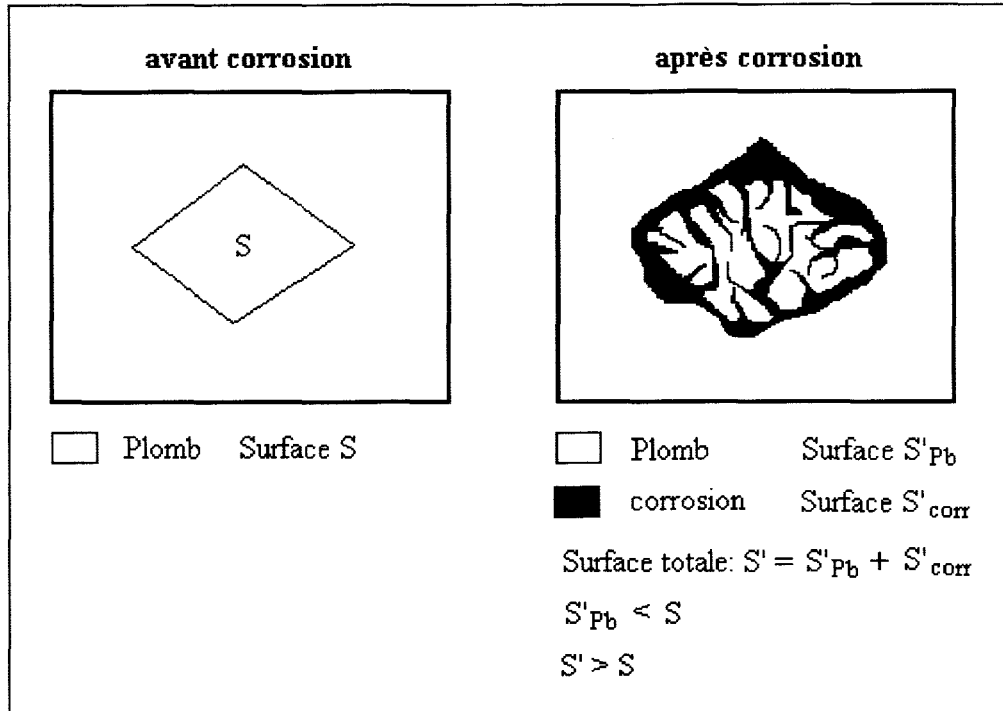 avant corrosion
après corrosion
S
Plomb Surface S
Plomb Surface S'Pb
corrosion Surface S'corr
Surface totale: S' = S'Pb + S'corr
S'Pb < S
S' > S